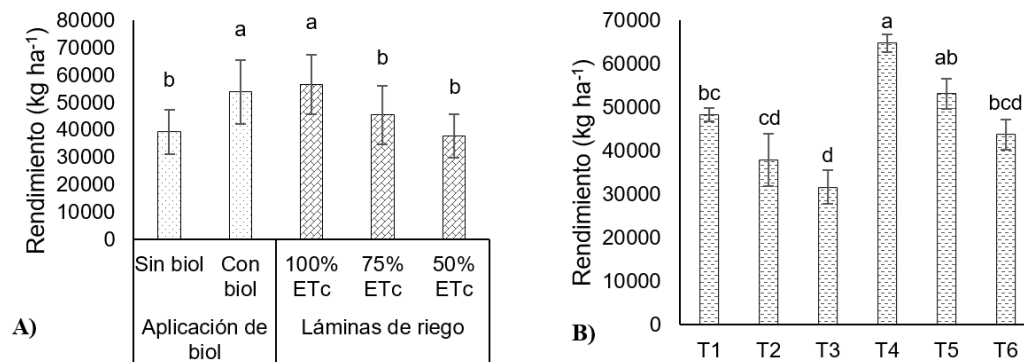 Rendimiento (kg ha-1)
80000
70000
60000
50000
40000
30000
20000
10000
0
b
a
a
b
b
Sin biol
Con biol
100% ETc
75% ETc
50% ETc
Aplicación de biol
Láminas de riego
A)
Rendimiento (kg ha-1)
70000
60000
50000
40000
30000
20000
10000
0
bc
cd
d
a
ab
bcd
T1
T2
T3
T4
T5
T6
B)